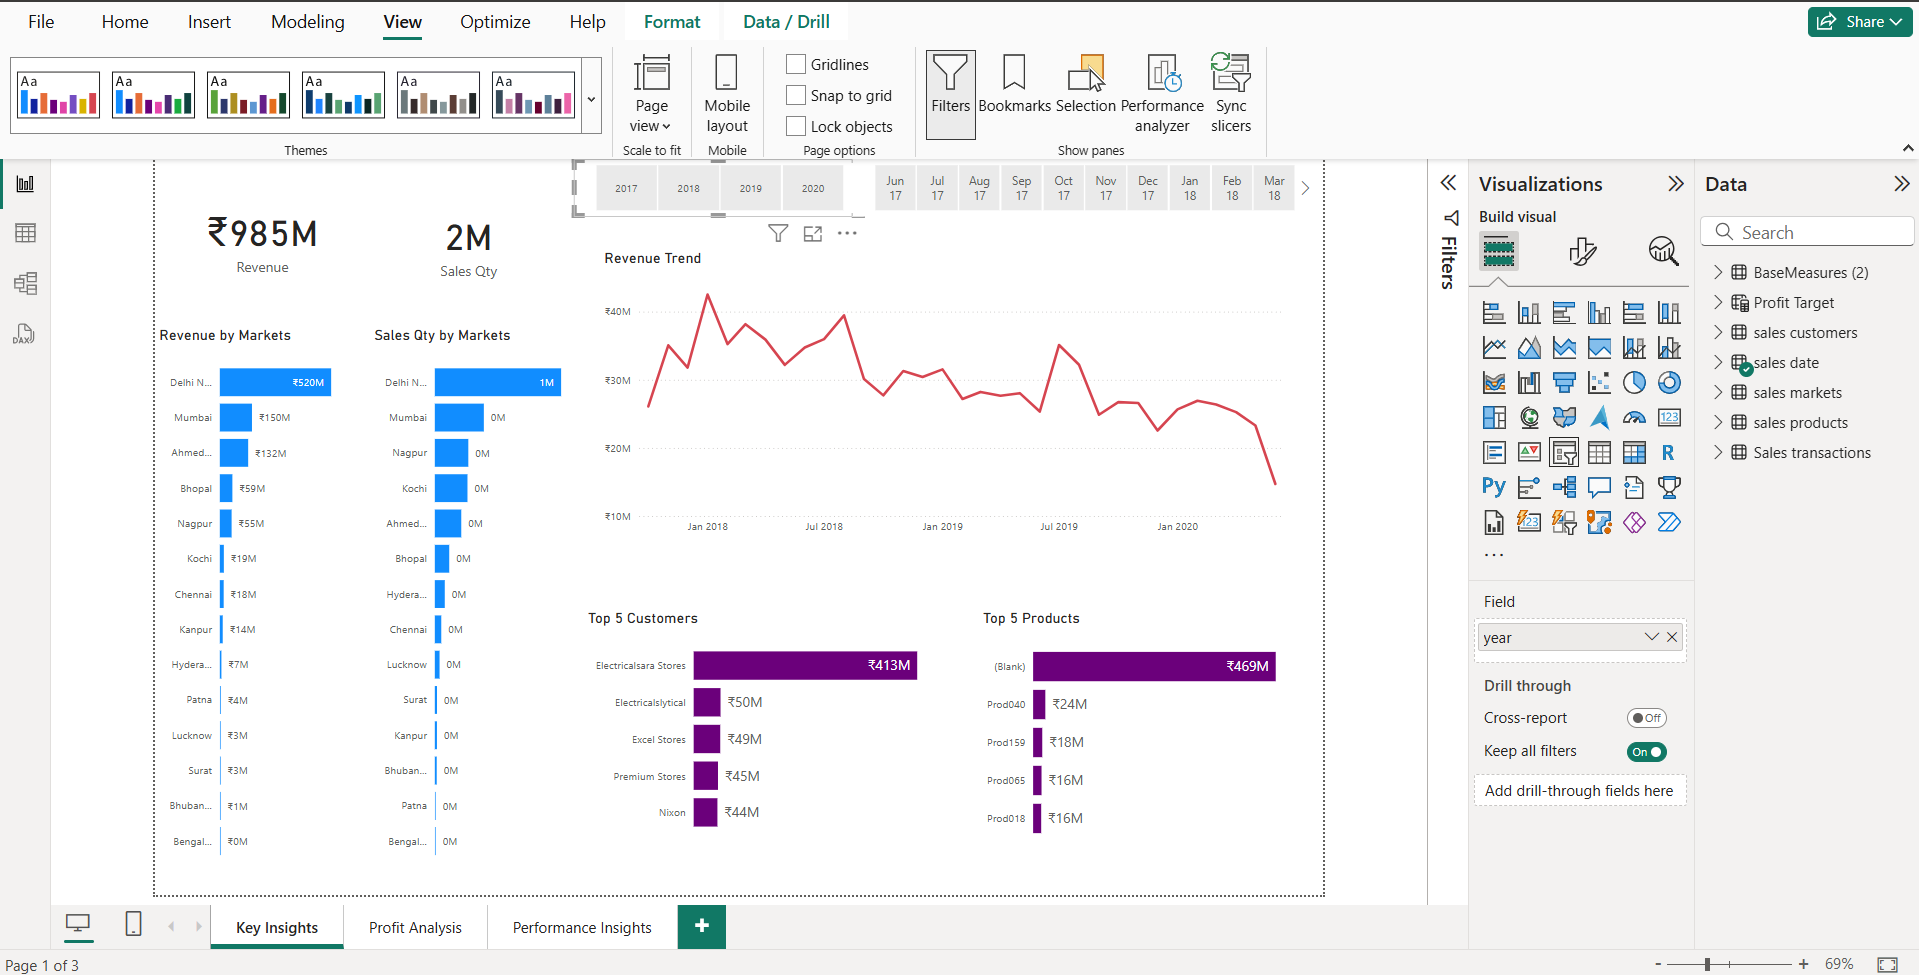 File Home Insert Modeling View Optimize Help Format Data / Drill
Share
Aa Aa Aa Aa Aa Aa
Themes
Page view
Scale to fit
Mobile layout
Mobile
Gridlines
Snap to grid
Lock objects
Page options
Filters
Bookmarks
Selection
Performance analyzer
Sync slicers
Show panes
DAX
2017 2018 2019 2020
Jun 17 Jul 17 Aug 17 Sep 17 Oct 17 Nov 17 Dec 17 Jan 18 Feb 18 Mar 18
₹985M
Revenue
2M
Sales Qty
Revenue by Markets
Delhi N... ₹520M
Mumbai ₹150M
Ahmed... ₹132M
Bhopal ₹59M
Nagpur ₹55M
Kochi ₹19M
Chennai ₹18M
Kanpur ₹14M
Hydera... ₹7M
Patna ₹4M
Lucknow ₹3M
Surat ₹3M
Bhuban... ₹1M
Bengal... ₹0M
Sales Qty by Markets
Delhi N... 1M
Mumbai 0M
Nagpur 0M
Kochi 0M
Ahmed... 0M
Bhopal 0M
Hydera... 0M
Chennai 0M
Lucknow 0M
Surat 0M
Kanpur 0M
Bhuban... 0M
Patna 0M
Bengal... 0M
Revenue Trend
₹40M
₹30M
₹20M
₹10M
Jan 2018 Jul 2018 Jan 2019 Jul 2019 Jan 2020
Top 5 Customers
Electricalsara Stores ₹413M
Electricalslytical ₹50M
Excel Stores ₹49M
Premium Stores ₹45M
Nixon ₹44M
Top 5 Products
(Blank) ₹469M
Prod040 ₹24M
Prod159 ₹18M
Prod065 ₹16M
Prod018 ₹16M
Filters
Visualizations
Build visual
123
R
Py
123
...
Field
year
Drill through
Cross-report Off
Keep all filters On
Add drill-through fields here
Data
Search
BaseMeasures (2)
Profit Target
sales customers
sales date
sales markets
sales products
Sales transactions
Key Insights Profit Analysis Performance Insights +
Page 1 of 3
- + 69%